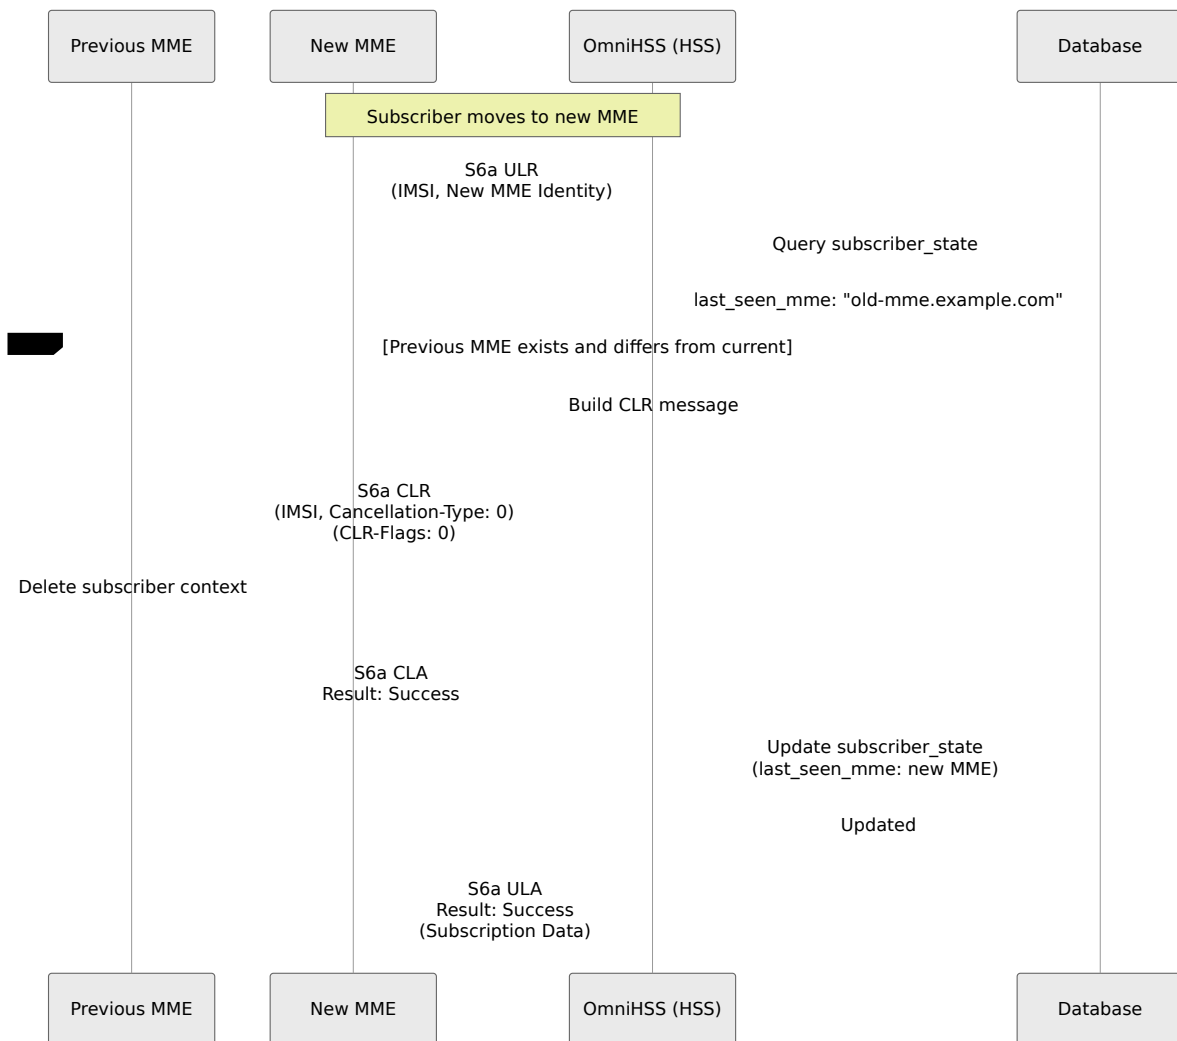 Previous MME
New MME
OmniHSS (HSS)
Database
Subscriber moves to new MME
S6a ULR
(IMSI, New MME Identity)
Query subscriber_state
last_seen_mme: "old-mme.example.com"
[Previous MME exists and differs from current]
Build CLR message
S6a CLR
(IMSI, Cancellation-Type: 0)
(CLR-Flags: 0)
Delete subscriber context
S6a CLA
Result: Success
Update subscriber_state
(last_seen_mme: new MME)
Updated
S6a ULA
Result: Success
(Subscription Data)
Previous MME
New MME
OmniHSS (HSS)
Database